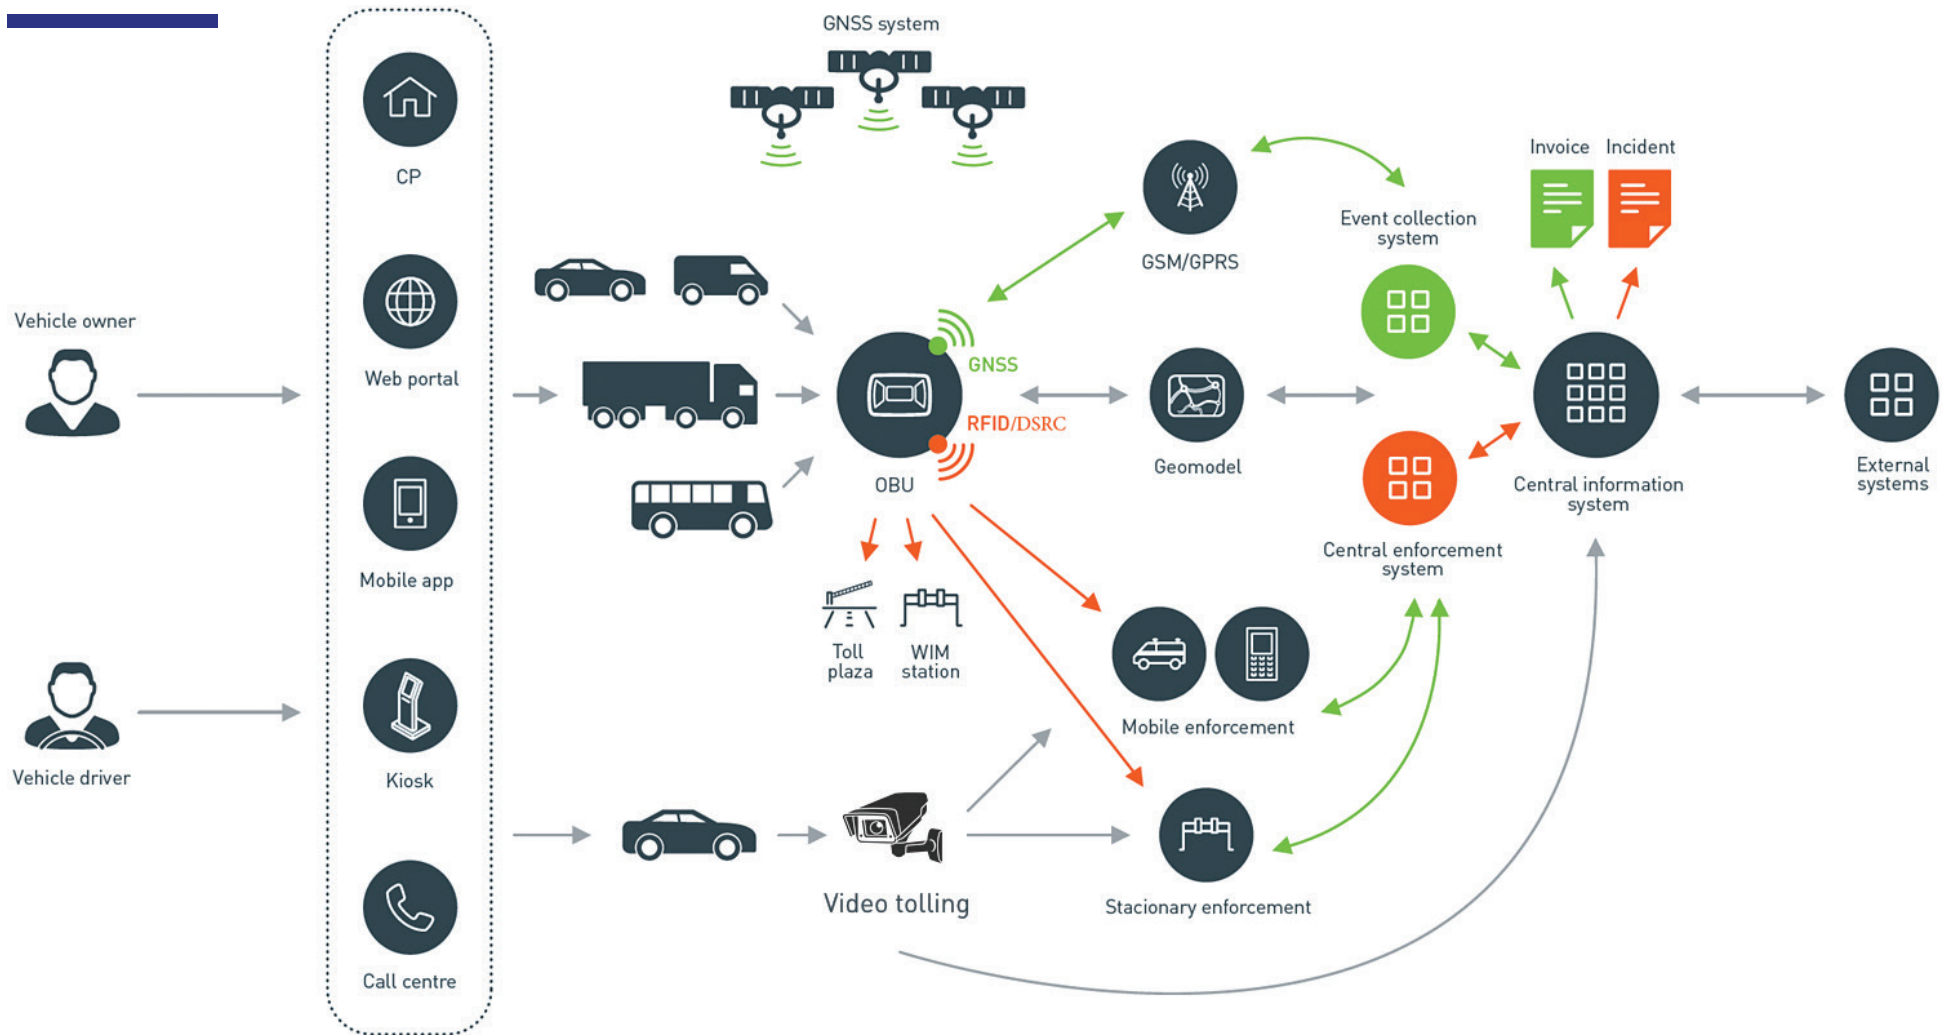 GNSS system
CP
Web portal
Mobile app
Kiosk
Call centre
Vehicle owner
Vehicle driver
GNSS
RFID/DSRC
OBU
Toll
plaza
WIM
station
Video tolling
GSM/GPRS
Geomodel
Mobile enforcement
Stacionary enforcement
Event collection
system
Central enforcement
system
Invoice
Incident
Central information
system
External
systems